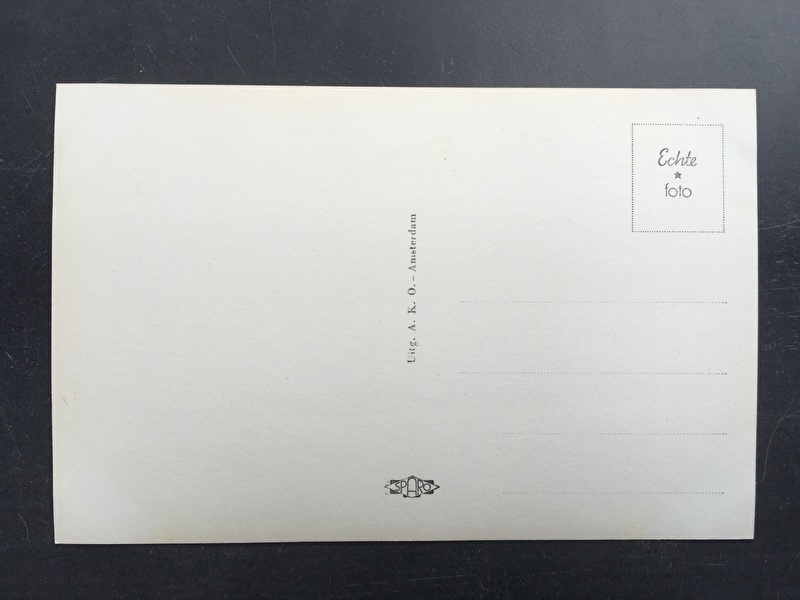 Echte
foto
Uitg. A. K. O. - Amsterdam
SPARO